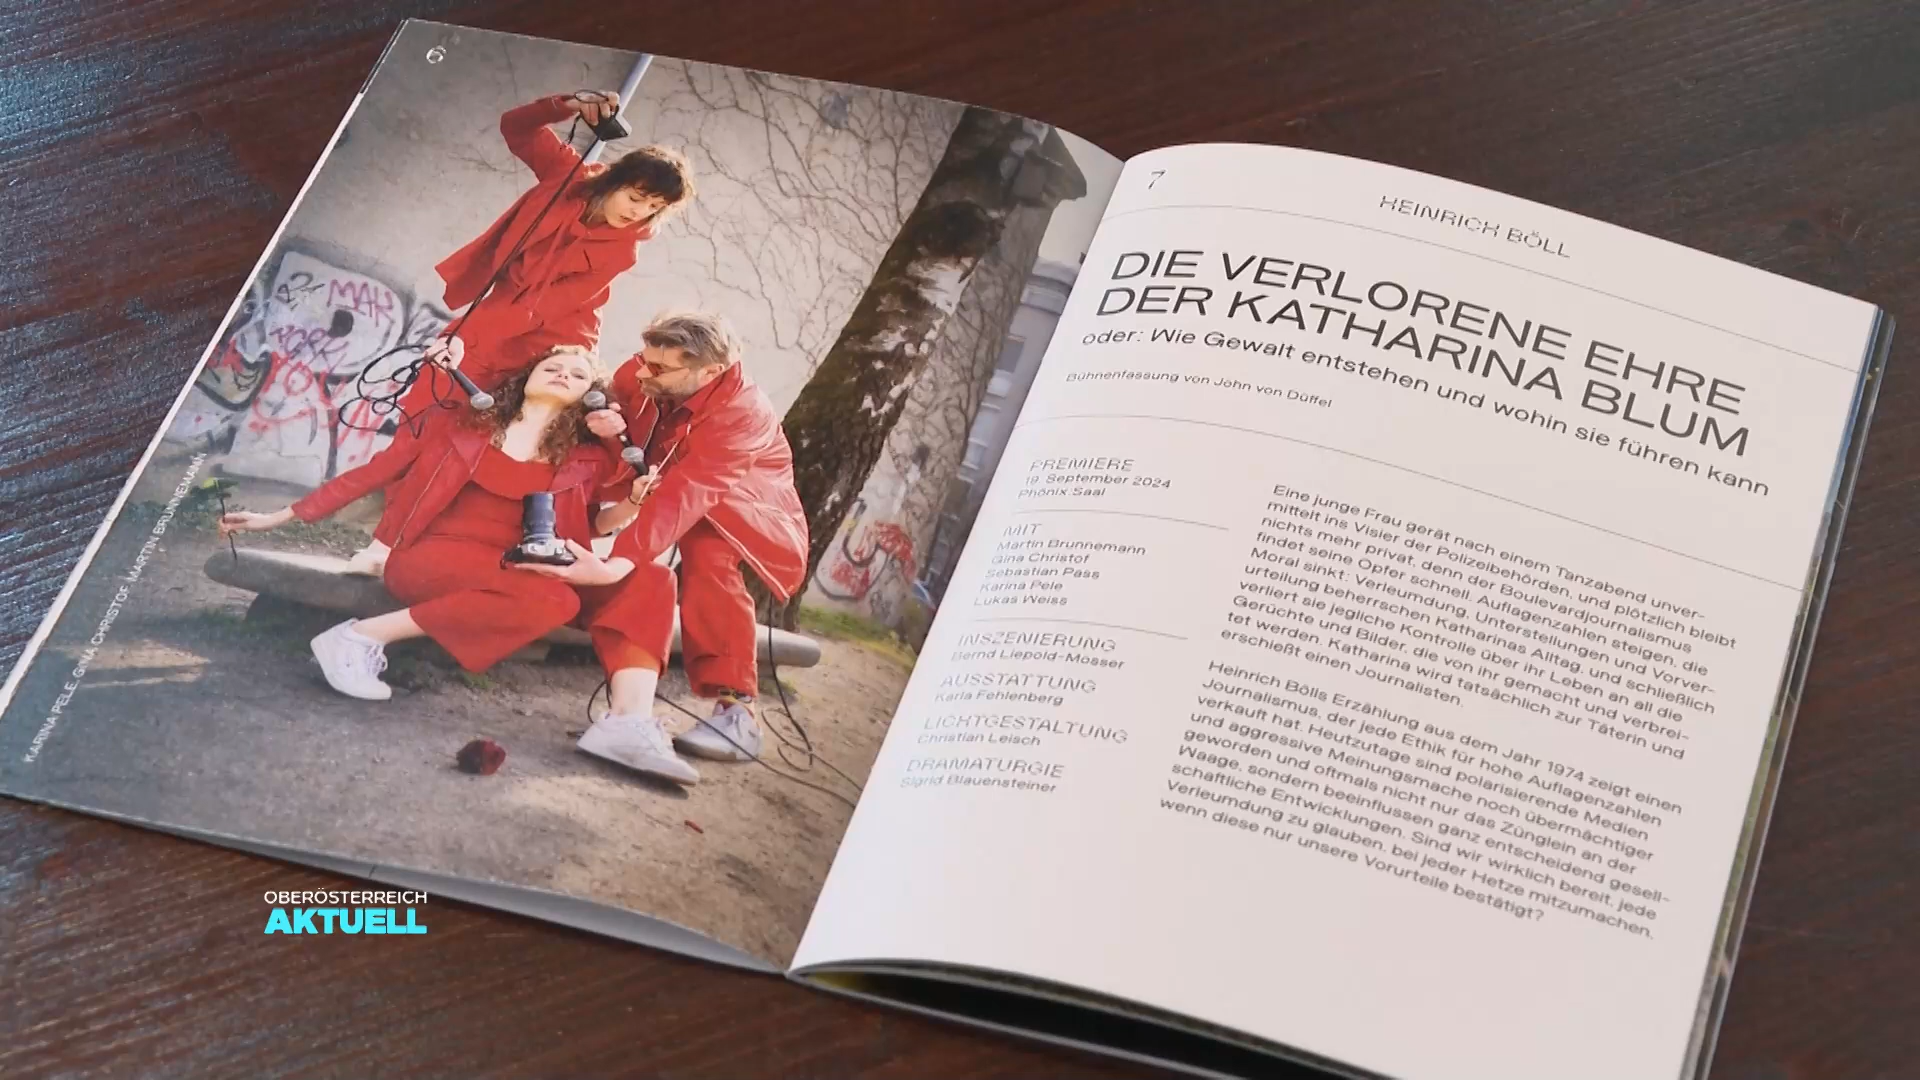 6
MAH
KARINA PELE, GINA CHRISTOF, MARTIN BRUNNEMANN
7
HEINRICH BÖLL
DIE VERLORENE EHRE
DER KATHARINA BLUM
oder: Wie Gewalt entstehen und wohin sie führen kann
Bühnenfassung von John von Düffel
PREMIERE
19. September 2024
Phönix Saal
MIT
Martin Brunnemann
Gina Christof
Sebastian Pass
Karina Pele
Lukas Weiss
INSZENIERUNG
Bernd Liepold-Mosser
AUSSTATTUNG
Karla Fehlenberg
LICHTGESTALTUNG
Christian Leisch
DRAMATURGIE
Sigrid Blauensteiner
Eine junge Frau gerät nach einem Tanzabend unver-
mittelt ins Visier der Polizeibehörden, und plötzlich bleibt
nichts mehr privat, denn der Boulevardjournalismus
findet seine Opfer schnell. Auflagenzahlen steigen, die
Moral sinkt: Verleumdung, Unterstellungen und Vorver-
urteilung beherrschen Katharinas Alltag, und schließlich
verliert sie jegliche Kontrolle über ihr Leben an all die
Gerüchte und Bilder, die von ihr gemacht und verbrei-
tet werden. Katharina wird tatsächlich zur Täterin und
erschießt einen Journalisten.
Heinrich Bölls Erzählung aus dem Jahr 1974 zeigt einen
Journalismus, der jede Ethik für hohe Auflagenzahlen
verkauft hat. Heutzutage sind polarisierende Medien
und aggressive Meinungsmache noch übermächtiger
geworden und oftmals nicht nur das Zünglein an der
Waage, sondern beeinflussen ganz entscheidend gesell-
schaftliche Entwicklungen. Sind wir wirklich bereit, jede
Verleumdung zu glauben, bei jeder Hetze mitzumachen,
wenn diese nur unsere Vorurteile bestätigt?
OBERÖSTERREICH
AKTUELL